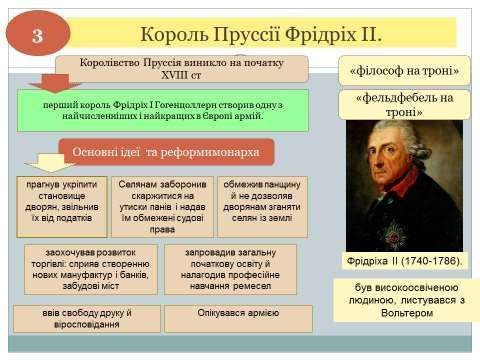 3
Король Пруссії Фрідріх ІІ.
Королівство Пруссія виникло на початку
XVIII ст
перший король Фрідріх І Гогенцоллерн створив одну з
найчисленніших і найкращих в Європі армій.
Основні ідеї та реформимонарха
прагнув укріпити
становище
дворян, звільнив
їх від податків
Селянам заборонив
скаржитися на
утиски панів і надав
їм обмежені судові
права
обмежив панщину
й не дозволяв
дворянам зганяти
селян із землі
заохочував розвиток
торгівлі: сприяв створенню
нових мануфактур і банків,
забудові міст
запровадив загальну
початкову освіту й
налагодив професійне
навчання ремесел
ввів свободу друку й
віросповідання
Опікувався армією
«філософ на троні»
«фельдфебель на
троні»
Фрідріха ІІ (1740-1786).
був високоосвіченою
людиною, листувався з
Вольтером